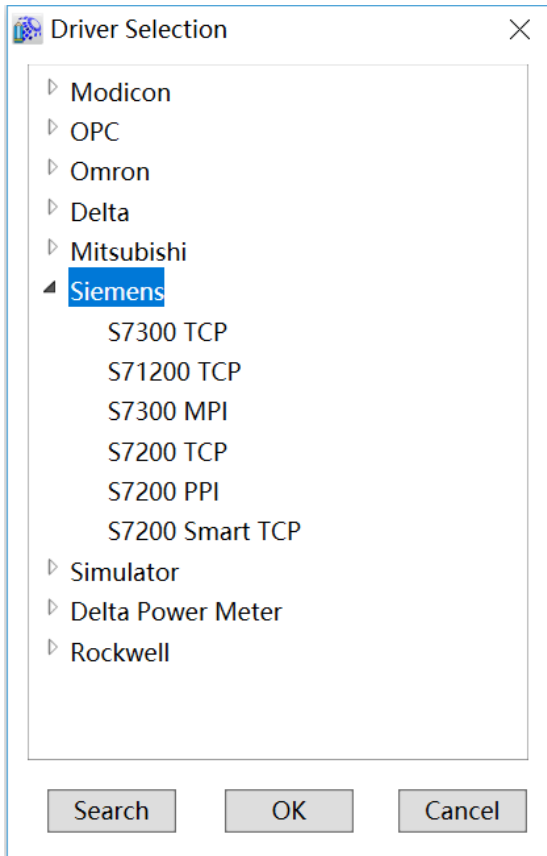 Driver Selection
Modicon
OPC
Omron
Delta
Mitsubishi
Siemens
S7300 TCP
S71200 TCP
S7300 MPI
S7200 TCP
S7200 PPI
S7200 Smart TCP
Simulator
Delta Power Meter
Rockwell
Search OK Cancel